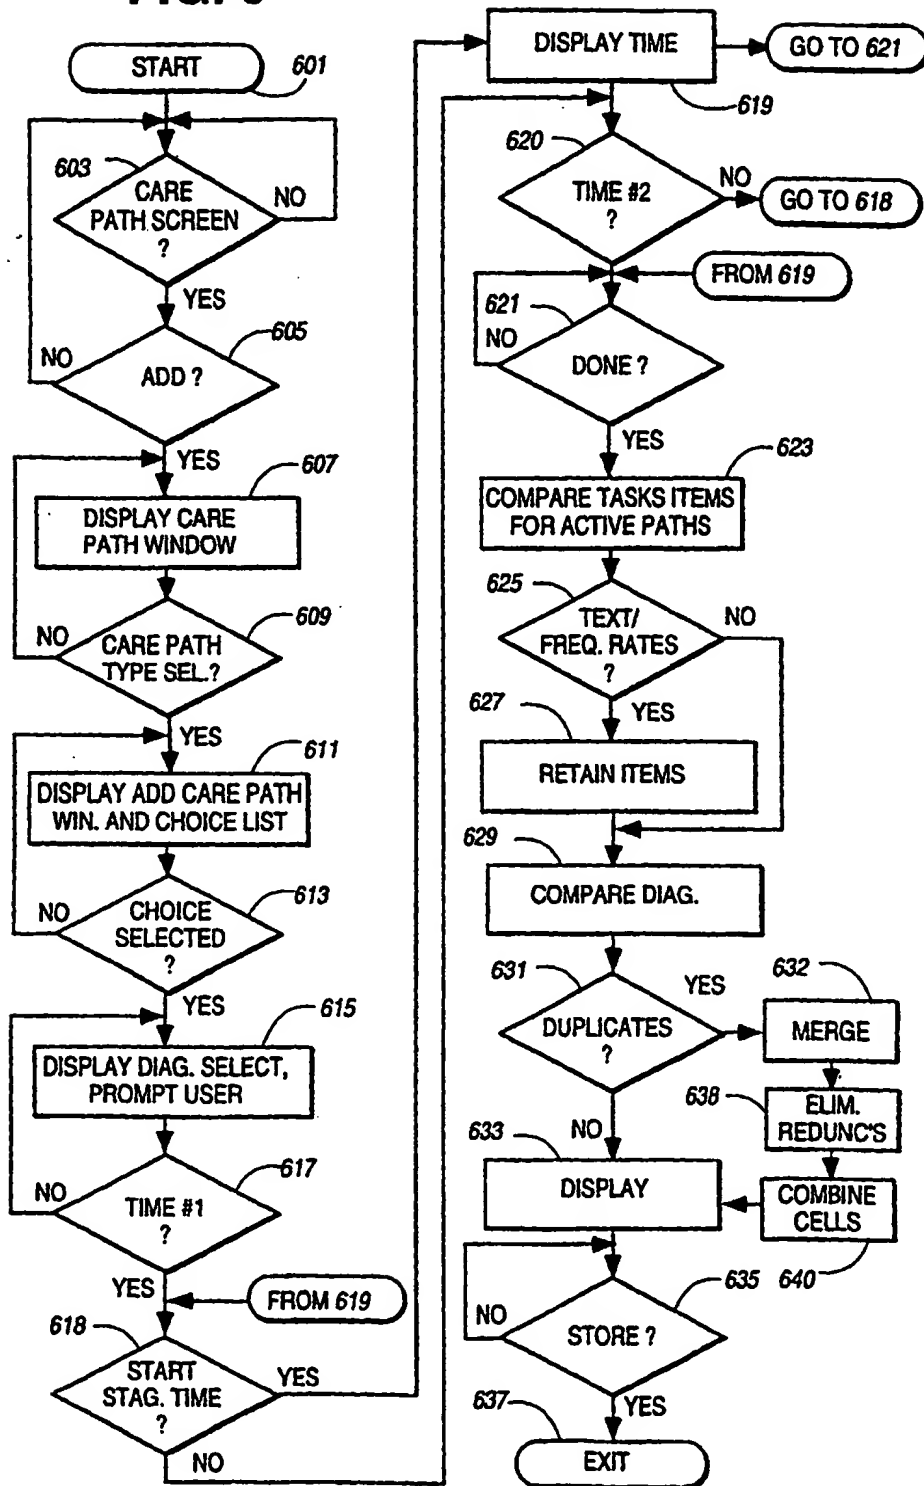 START
601
603
CARE
PATH SCREEN
?
NO
YES
605
NO
ADD ?
YES
607
DISPLAY CARE
PATH WINDOW
609
NO
CARE PATH
TYPE SEL.?
YES
611
DISPLAY ADD CARE PATH
WIN. AND CHOICE LIST
613
NO
CHOICE
SELECTED
?
YES
615
DISPLAY DIAG. SELECT,
PROMPT USER
617
NO
TIME #1
?
YES
FROM 619
618
START
STAG. TIME
?
YES
NO
DISPLAY TIME
GO TO 621
619
620
TIME #2
?
NO
GO TO 618
FROM 619
621
NO
DONE ?
YES
623
COMPARE TASKS ITEMS
FOR ACTIVE PATHS
625
TEXT/
FREQ. RATES
?
NO
YES
627
RETAIN ITEMS
629
COMPARE DIAG.
631
DUPLICATES
?
YES
632
MERGE
638
ELIM.
REDUNC'S
NO
633
DISPLAY
COMBINE
CELLS
640
635
NO
STORE ?
YES
637
EXIT